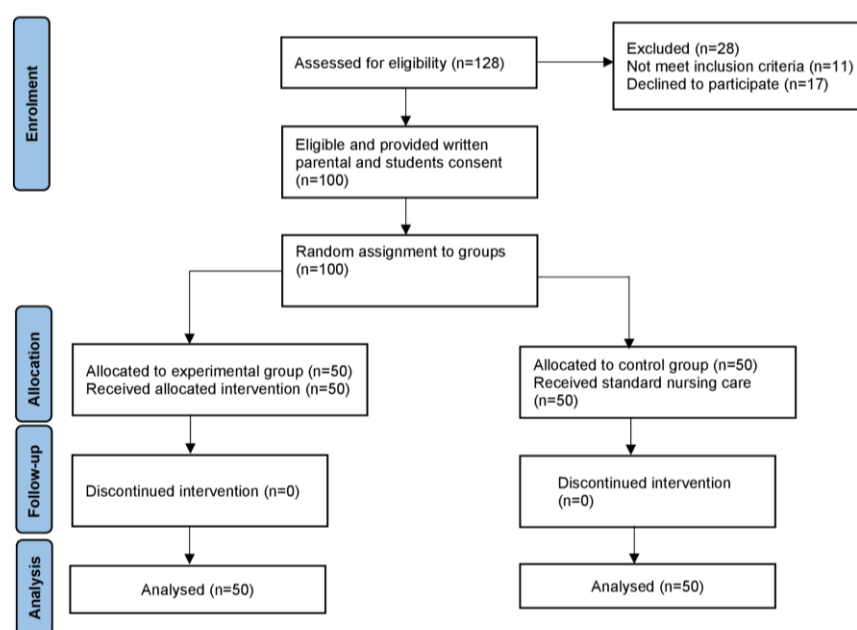 Enrolment
Assessed for eligibility (n=128)
Excluded (n=28)
Not meet inclusion criteria (n=11)
Declined to participate (n=17)
Eligible and provided written
parental and students consent
(n=100)
Random assignment to groups
(n=100)
Allocation
Allocated to experimental group (n=50)
Received allocated intervention (n=50)
Allocated to control group (n=50)
Received standard nursing care
(n=50)
Follow-up
Discontinued intervention (n=0)
Discontinued intervention
(n=0)
Analysis
Analysed (n=50)
Analysed (n=50)